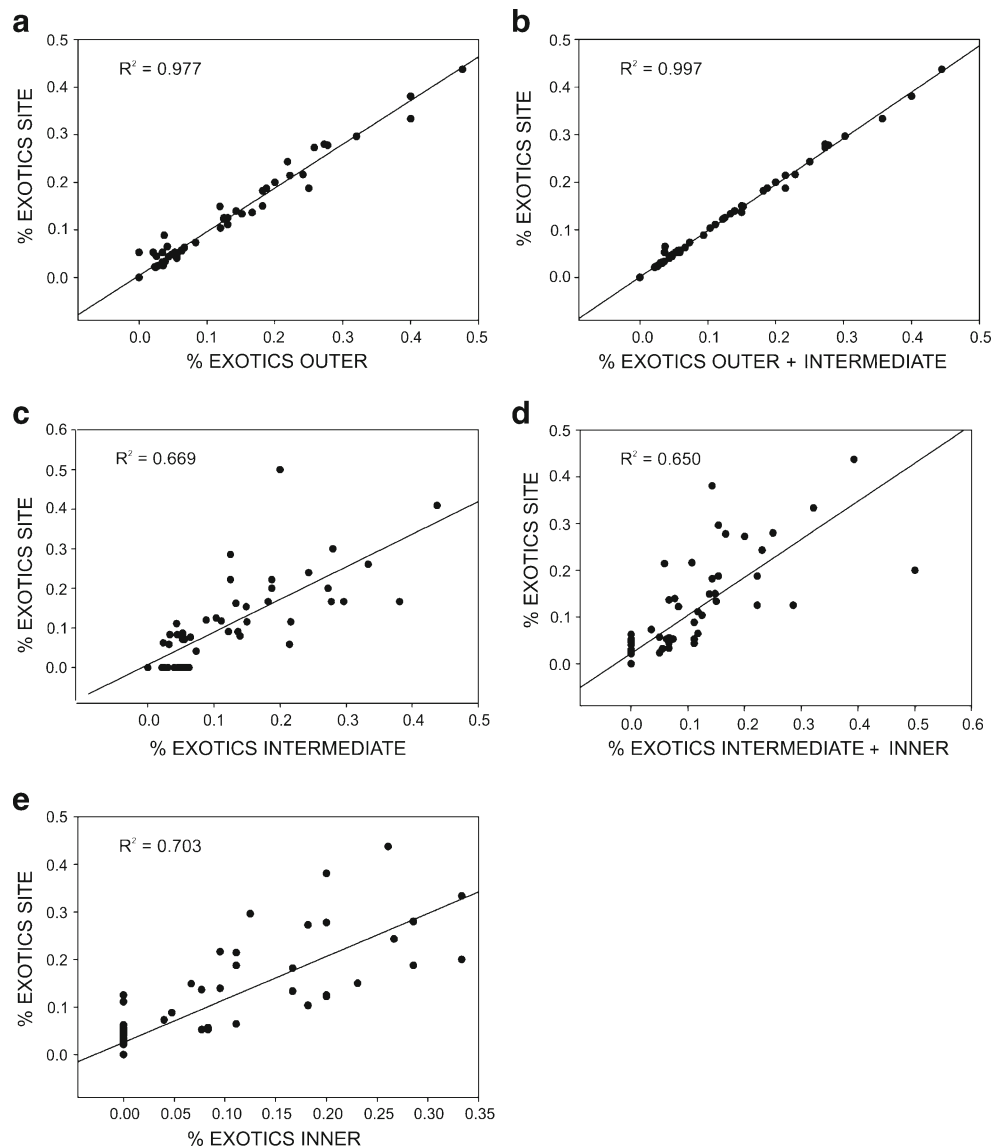 a
R² = 0.977
% EXOTICS SITE
0.5
0.4
0.3
0.2
0.1
0.0
0.0 0.1 0.2 0.3 0.4 0.5
% EXOTICS OUTER
b
R² = 0.997
% EXOTICS SITE
0.5
0.4
0.3
0.2
0.1
0.0
0.0 0.1 0.2 0.3 0.4 0.5
% EXOTICS OUTER + INTERMEDIATE
c
R² = 0.669
% EXOTICS SITE
0.6
0.5
0.4
0.3
0.2
0.1
0.0
0.0 0.1 0.2 0.3 0.4 0.5
% EXOTICS INTERMEDIATE
d
R² = 0.650
% EXOTICS SITE
0.5
0.4
0.3
0.2
0.1
0.0
0.0 0.1 0.2 0.3 0.4 0.5 0.6
% EXOTICS INTERMEDIATE + INNER
e
R² = 0.703
% EXOTICS SITE
0.5
0.4
0.3
0.2
0.1
0.0
0.00 0.05 0.10 0.15 0.20 0.25 0.30 0.35
% EXOTICS INNER